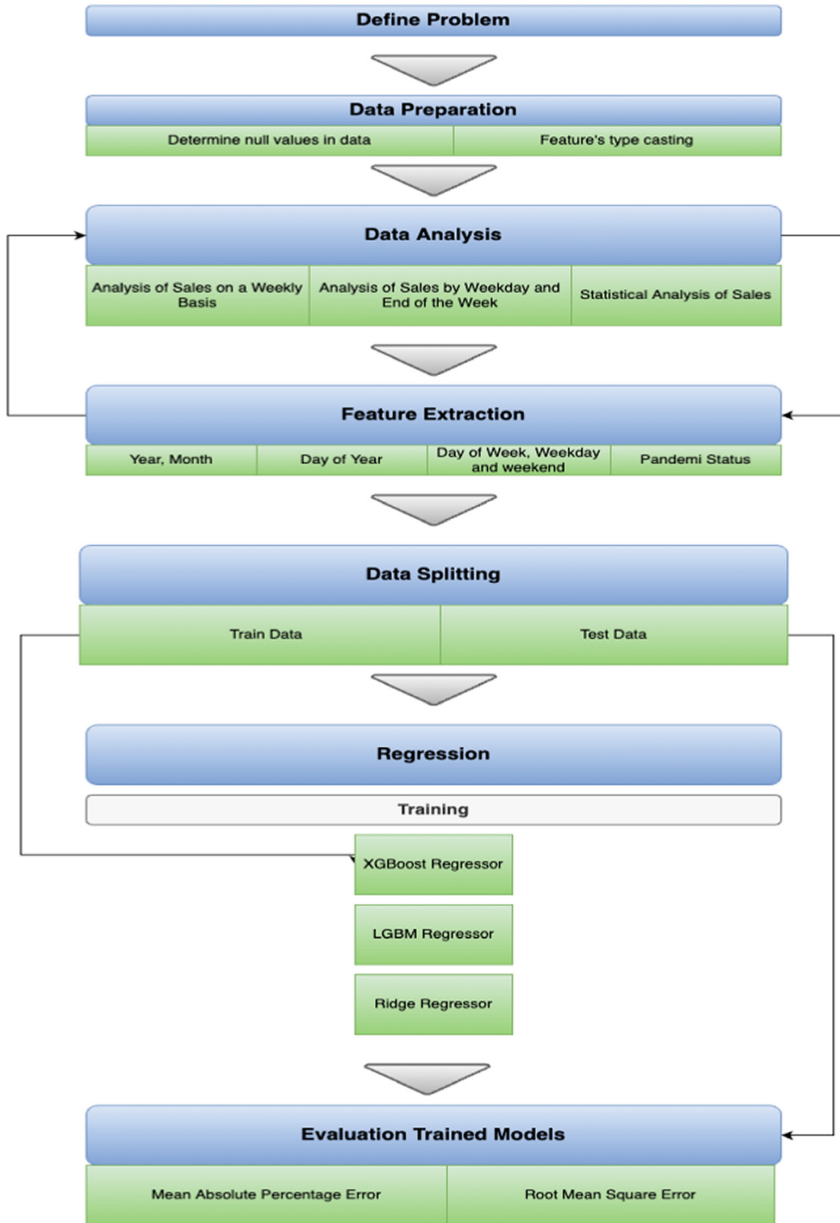 Define Problem
Data Preparation
Determine null values in data
Feature's type casting
Data Analysis
Analysis of Sales on a Weekly
Basis
Analysis of Sales by Weekday and
End of the Week
Statistical Analysis of Sales
Feature Extraction
Year, Month
Day of Year
Day of Week, Weekday
and weekend
Pandemi Status
Data Splitting
Train Data
Test Data
Regression
Training
XGBoost Regressor
LGBM Regressor
Ridge Regressor
Evaluation Trained Models
Mean Absolute Percentage Error
Root Mean Square Error